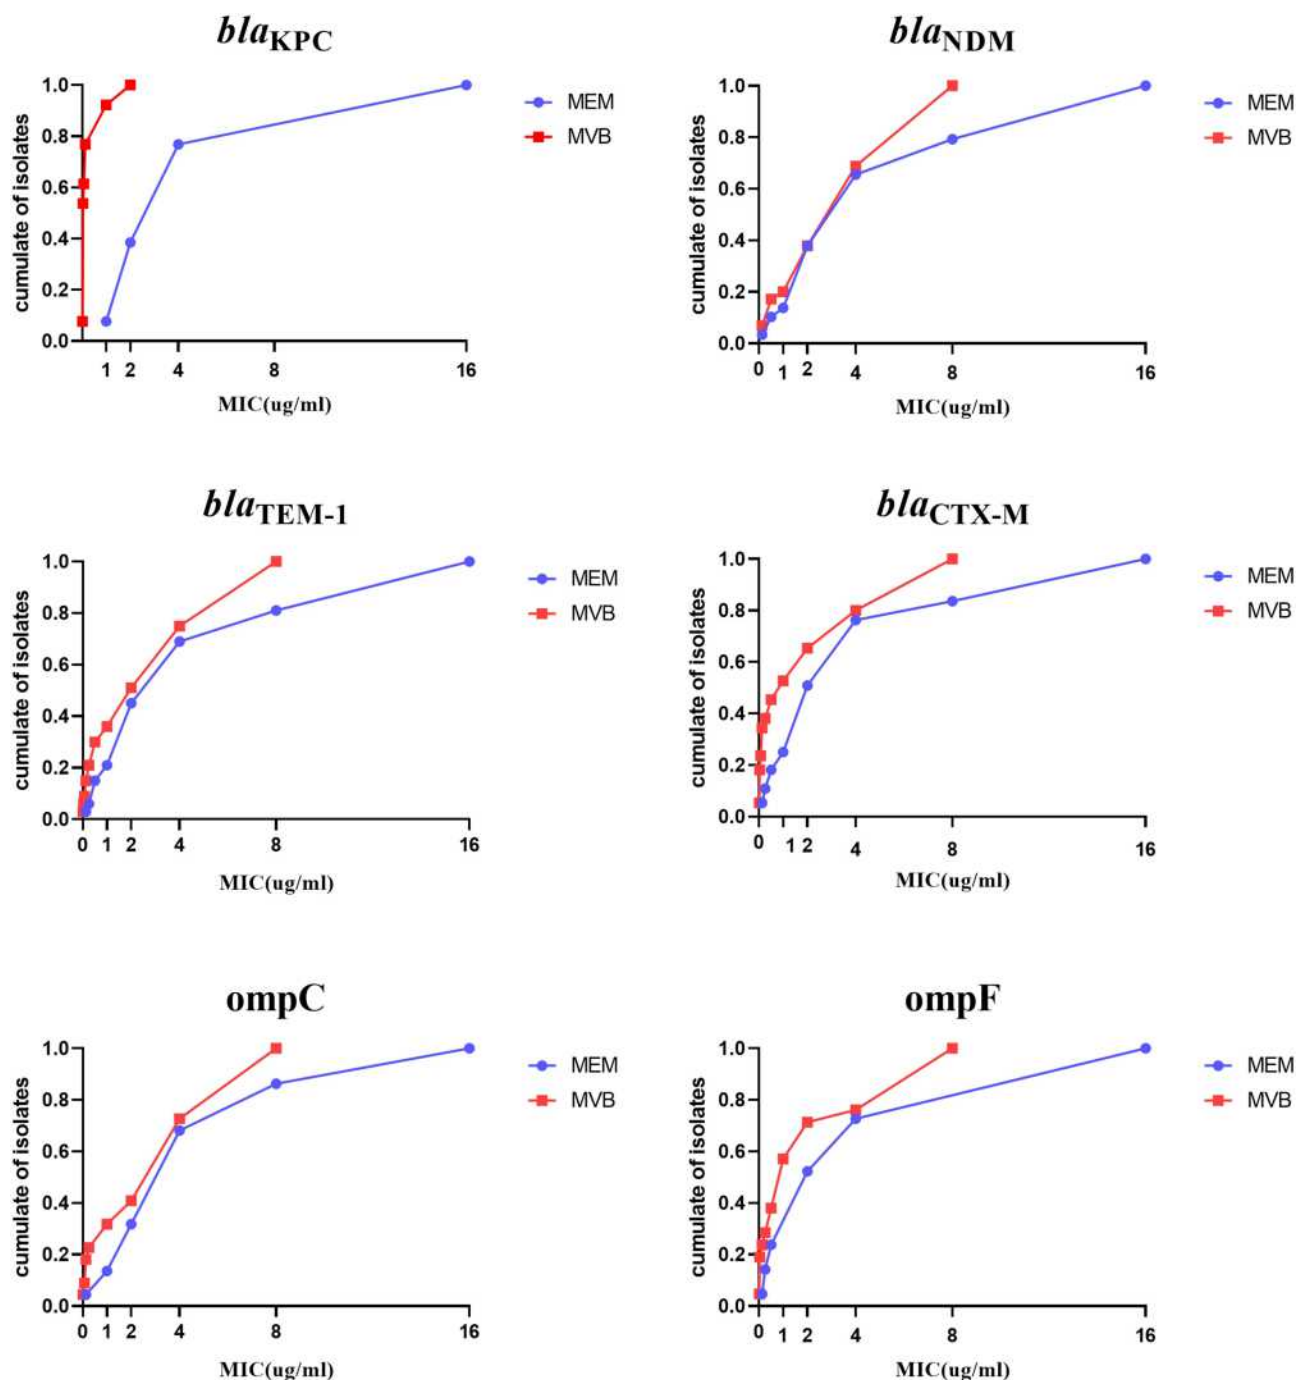 blaKPC
cumulate of isolates
1.0
0.8
0.6
0.4
0.2
0.0
1 2 4 8 16
MIC(ug/ml)
MEM
MVB
blaNDM
cumulate of isolates
1.0
0.8
0.6
0.4
0.2
0.0
0 1 2 4 8 16
MIC(ug/ml)
MEM
MVB
blaTEM-1
cumulate of isolates
1.0
0.8
0.6
0.4
0.2
0.0
0 1 2 4 8 16
MIC(ug/ml)
MEM
MVB
blaCTX-M
cumulate of isolates
1.0
0.8
0.6
0.4
0.2
0.0
0 1 2 4 8 16
MIC(ug/ml)
MEM
MVB
ompC
cumulate of isolates
1.0
0.8
0.6
0.4
0.2
0.0
0 1 2 4 8 16
MIC(ug/ml)
MEM
MVB
ompF
cumulate of isolates
1.0
0.8
0.6
0.4
0.2
0.0
0 1 2 4 8 16
MIC(ug/ml)
MEM
MVB